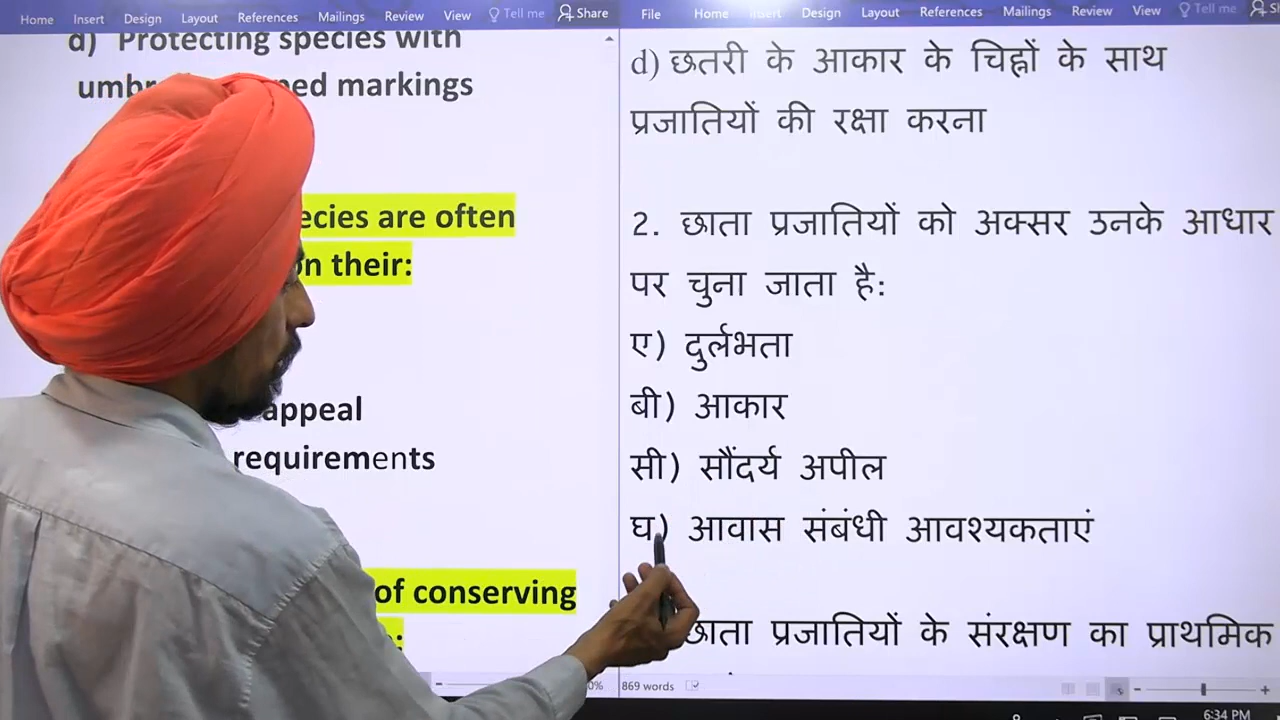 Home Insert Design Layout References Mailings Review View Tell me Share
d) Protecting species with
markings
are often
their:
appeal
requirements
of conserving
File Home Insert Design Layout References Mailings Review View Tell me
d) छतरी के आकार के चिह्नों के साथ
प्रजातियों की रक्षा करना
2. छाता प्रजातियों को अक्सर उनके आधार
पर चुना जाता है:
ए) दुर्लभता
बी) आकार
सी) सौंदर्य अपील
घ) आवास संबंधी आवश्यकताएं
छाता प्रजातियों के संरक्षण का प्राथमिक
869 words
6:34 PM